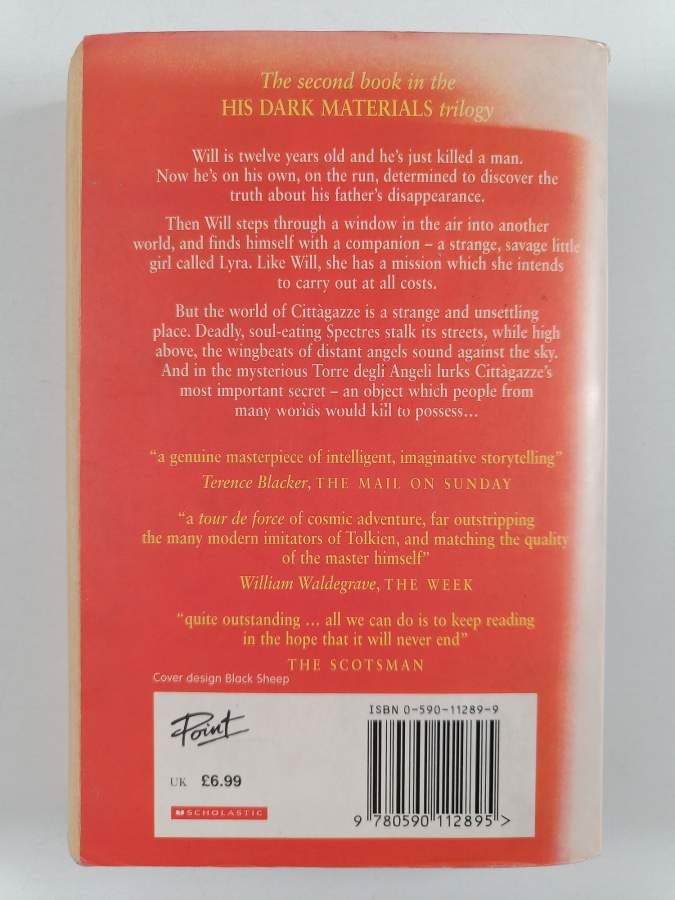 The second book in the
HIS DARK MATERIALS trilogy
Will is twelve years old and he's just killed a man.
Now he's on his own, on the run, determined to discover the
truth about his father's disappearance.
Then Will steps through a window in the air into another
world, and finds himself with a companion – a strange, savage little
girl called Lyra. Like Will, she has a mission which she intends
to carry out at all costs.
But the world of Cittàgazze is a strange and unsettling
place. Deadly, soul-eating Spectres stalk its streets, while high
above, the wingbeats of distant angels sound against the sky.
And in the mysterious Torre degli Angeli lurks Cittàgazze's
most important secret – an object which people from
many worlds would kill to possess...
“a genuine masterpiece of intelligent, imaginative storytelling”
Terence Blacker, THE MAIL ON SUNDAY
“a tour de force of cosmic adventure, far outstripping
the many modern imitators of Tolkien, and matching the quality
of the master himself”
William Waldegrave, THE WEEK
“quite outstanding ... all we can do is to keep reading
in the hope that it will never end”
THE SCOTSMAN
Cover design Black Sheep
Point
UK £6.99
SCHOLASTIC
ISBN 0-590-11289-9
9 780590 112895 >